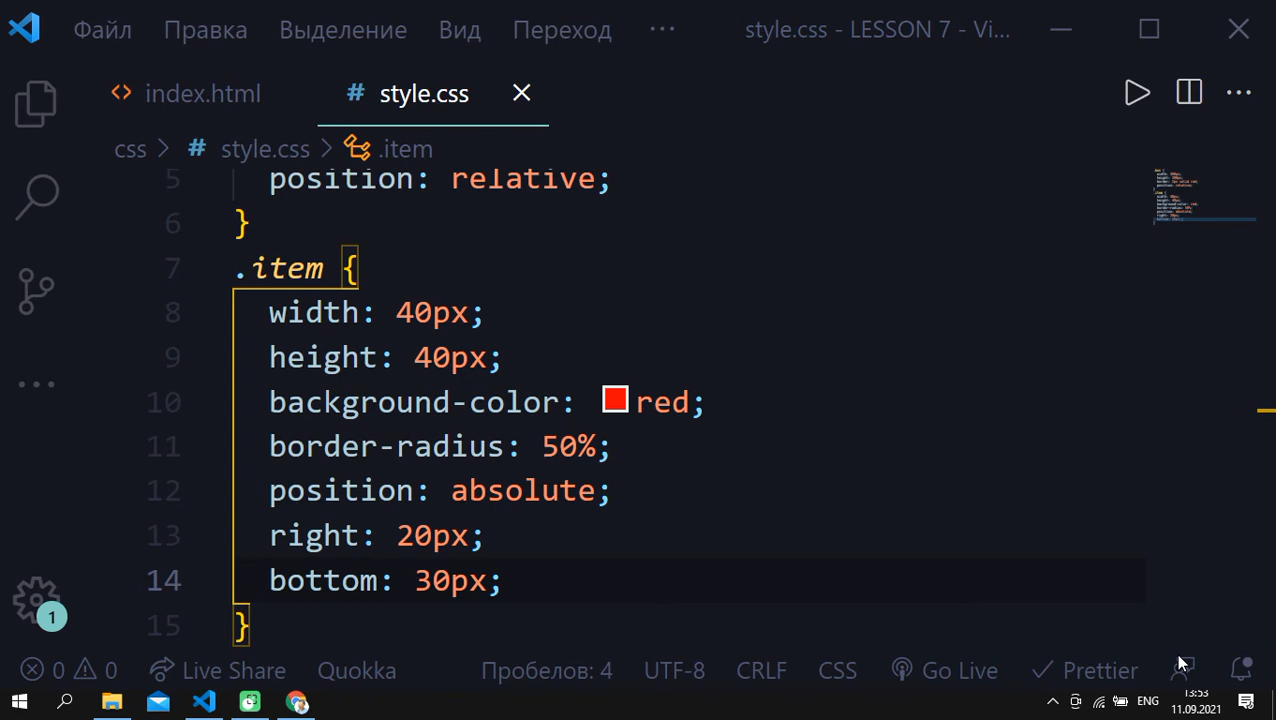 Файл Правка Выделение Вид Переход ··· style.css - LESSON 7 - Vi...
<> index.html # style.css
css > # style.css > .item
5 position: relative;
6 }
7 .item {
8 width: 40px;
9 height: 40px;
10 background-color: red;
11 border-radius: 50%;
12 position: absolute;
13 right: 20px;
14 bottom: 30px;
15 }
1
0 0 Live Share Quokka Пробелов: 4 UTF-8 CRLF CSS Go Live Prettier
ENG 13:53
11.09.2021